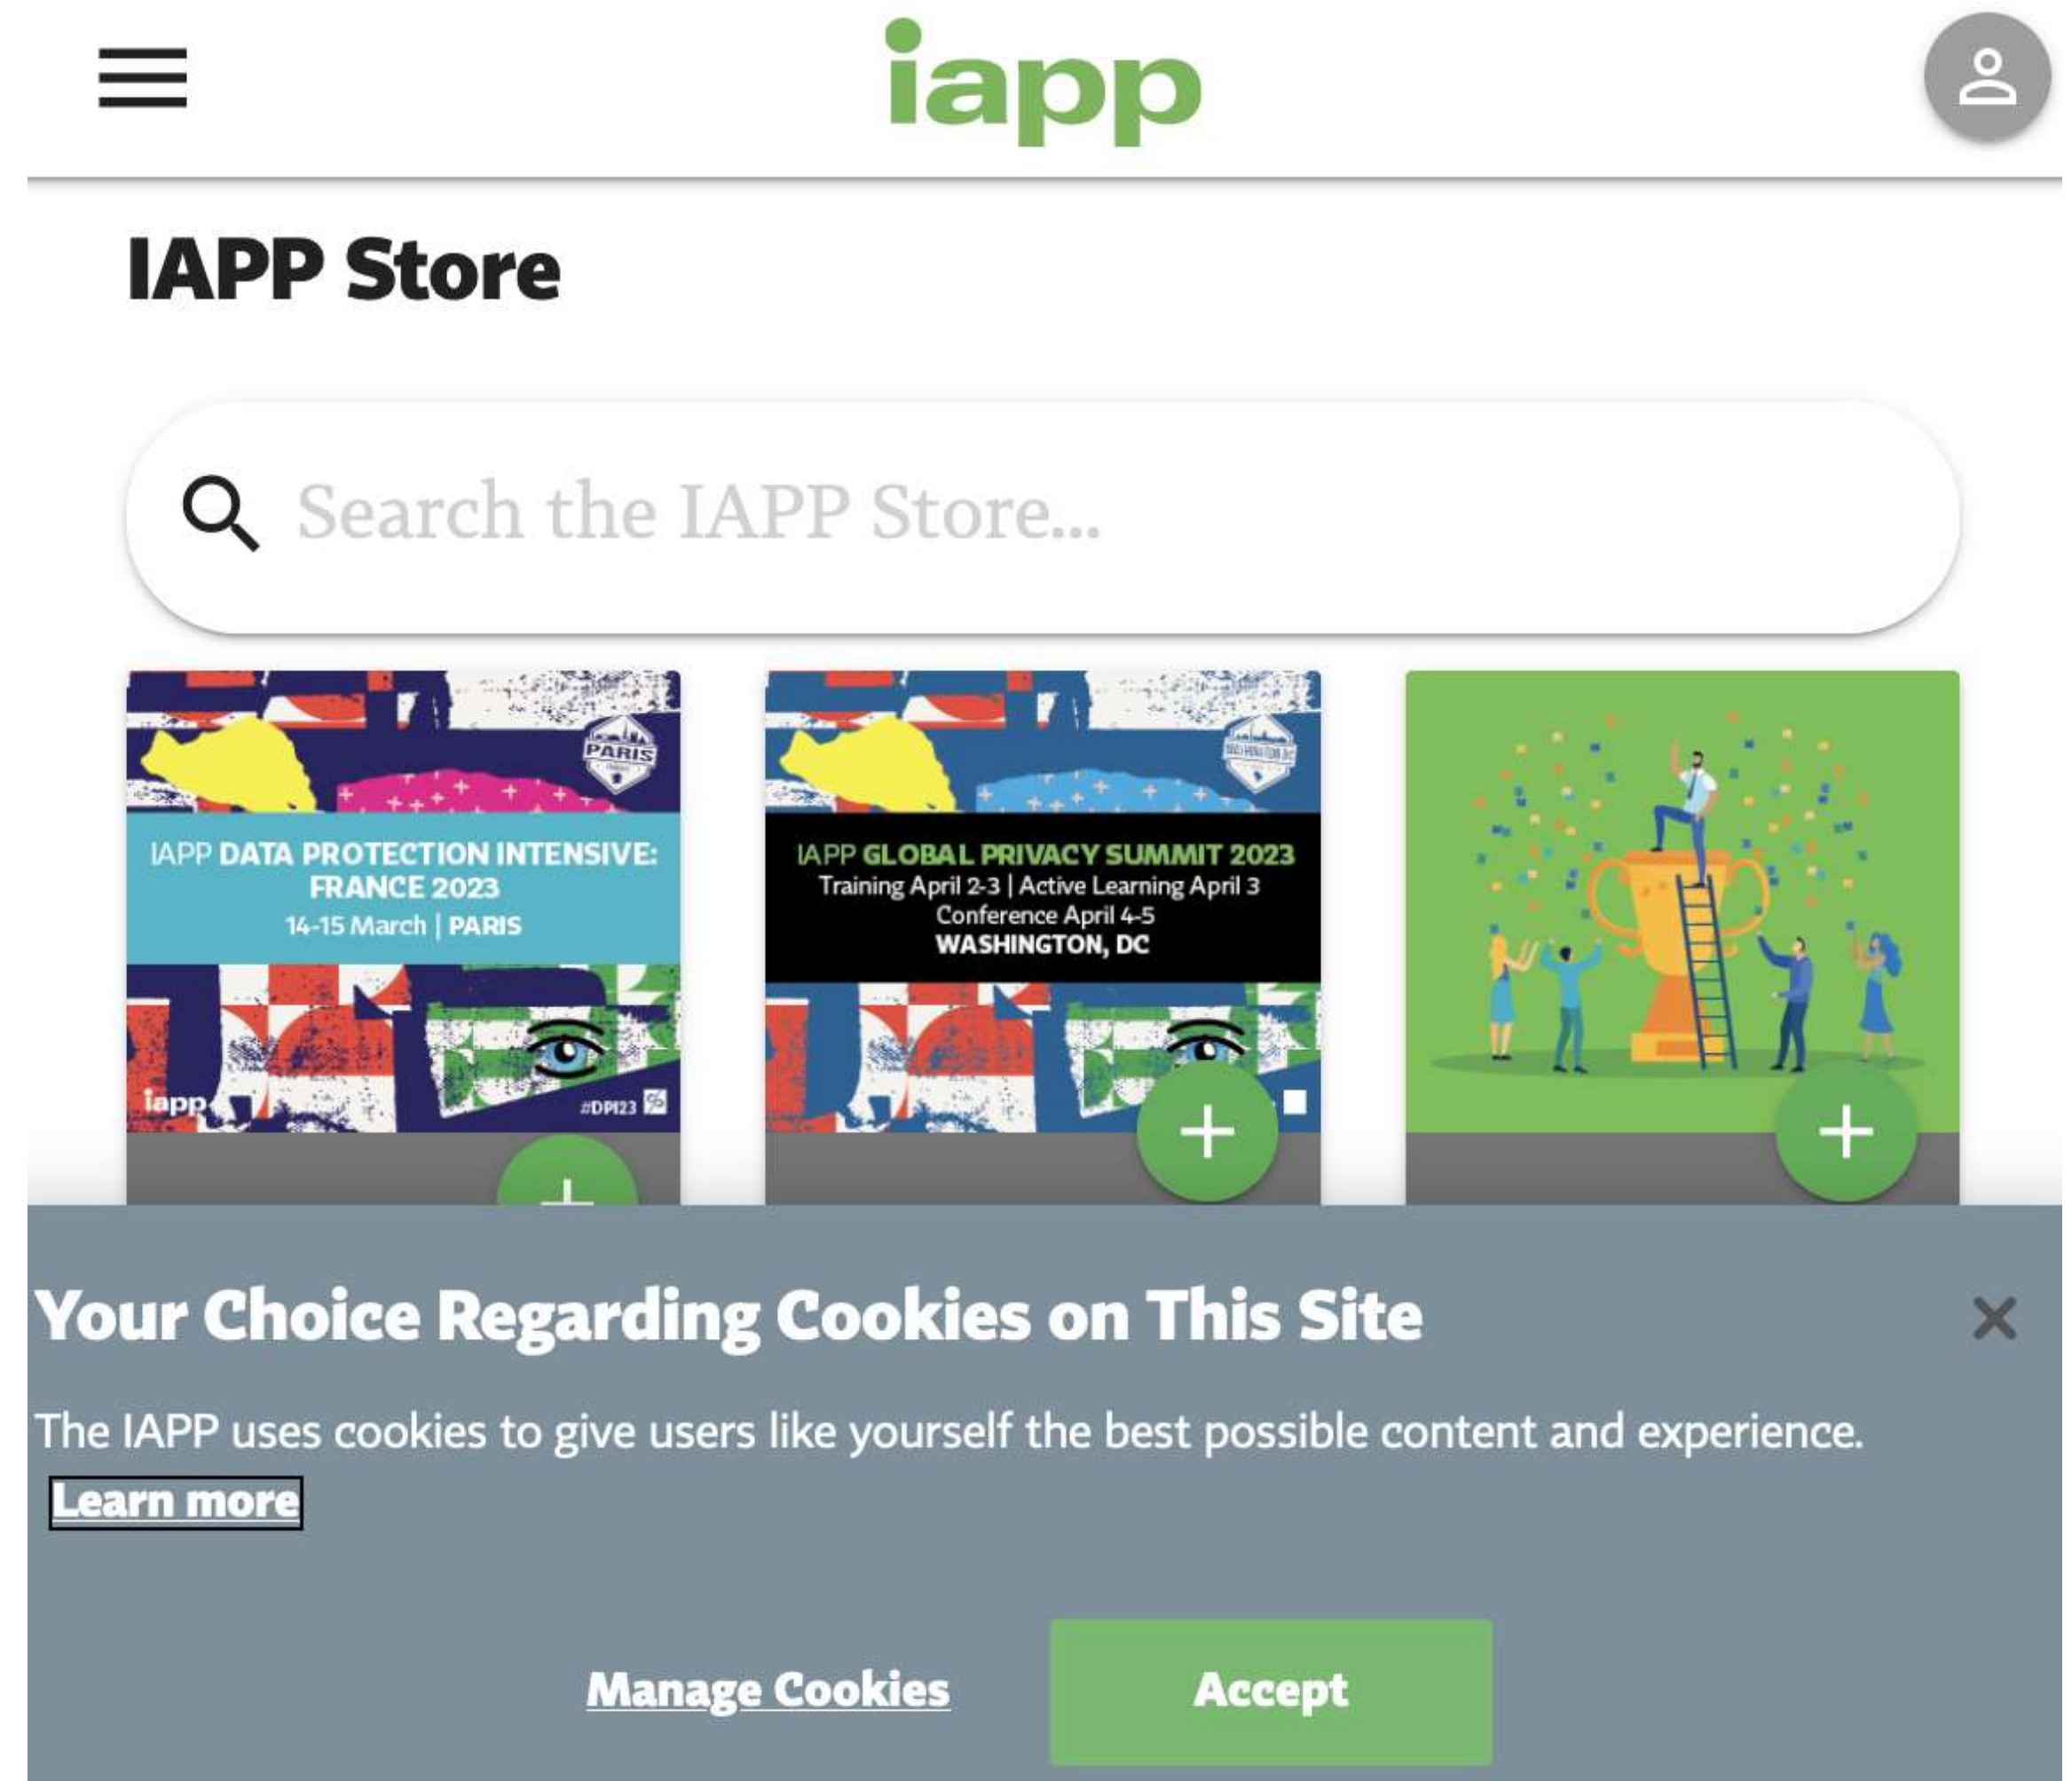 iapp
IAPP Store
Search the IAPP Store...
PARIS
IAPP DATA PROTECTION INTENSIVE:
FRANCE 2023
14-15 March | PARIS
iapp
#DPI23
WASHINGTON DC
IAPP GLOBAL PRIVACY SUMMIT 2023
Training April 2-3 | Active Learning April 3
Conference April 4-5
WASHINGTON, DC
Your Choice Regarding Cookies on This Site
The IAPP uses cookies to give users like yourself the best possible content and experience.
Learn more
Manage Cookies
Accept